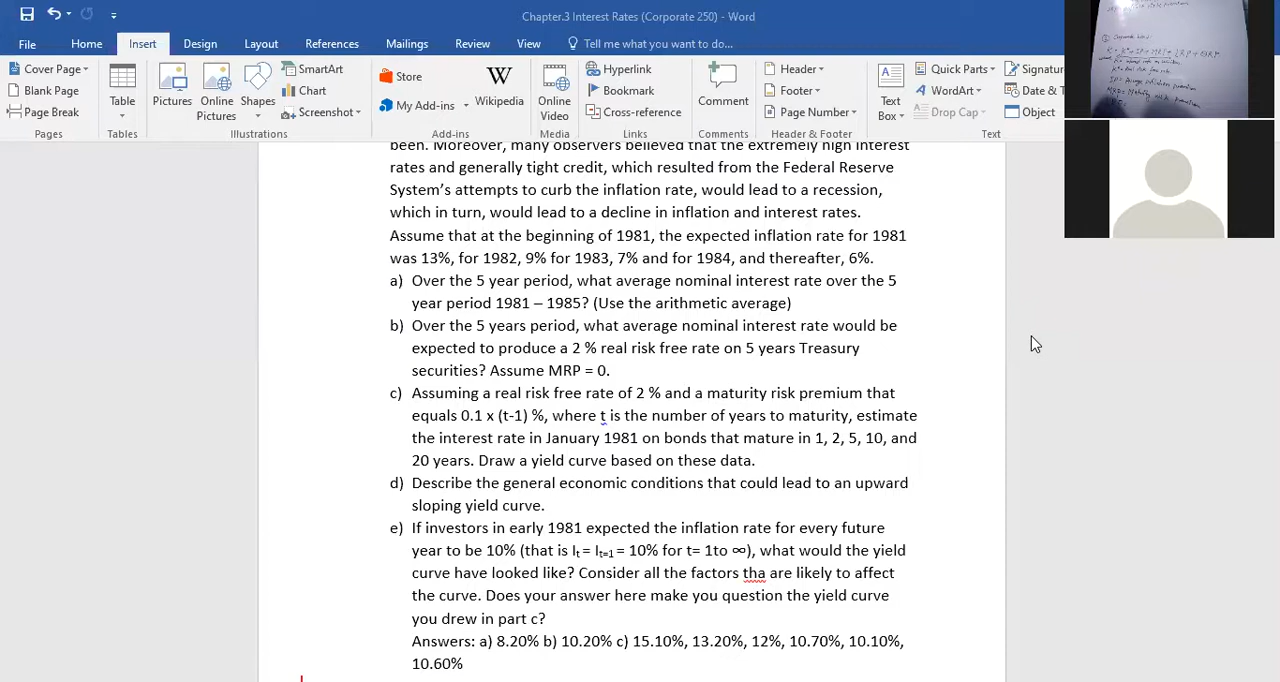 Chapter.3 Interest Rates (Corporate 250) - Word
File Home Insert Design Layout References Mailings Review View Tell me what you want to do...
Cover Page
Blank Page
Page Break
Pages
Table
Tables
Pictures
Online Pictures
Shapes
SmartArt
Chart
Screenshot
Illustrations
Store
My Add-ins
Wikipedia
Add-ins
Online Video
Media
Hyperlink
Bookmark
Cross-reference
Links
Comment
Comments
Header
Footer
Page Number
Header & Footer
Text Box
Quick Parts
WordArt
Drop Cap
Signatur
Date & T
Object
Text
been. Moreover, many observers believed that the extremely high interest
rates and generally tight credit, which resulted from the Federal Reserve
System's attempts to curb the inflation rate, would lead to a recession,
which in turn, would lead to a decline in inflation and interest rates.
Assume that at the beginning of 1981, the expected inflation rate for 1981
was 13%, for 1982, 9% for 1983, 7% and for 1984, and thereafter, 6%.
a) Over the 5 year period, what average nominal interest rate over the 5
year period 1981 – 1985? (Use the arithmetic average)
b) Over the 5 years period, what average nominal interest rate would be
expected to produce a 2 % real risk free rate on 5 years Treasury
securities? Assume MRP = 0.
c) Assuming a real risk free rate of 2 % and a maturity risk premium that
equals 0.1 x (t-1) %, where t is the number of years to maturity, estimate
the interest rate in January 1981 on bonds that mature in 1, 2, 5, 10, and
20 years. Draw a yield curve based on these data.
d) Describe the general economic conditions that could lead to an upward
sloping yield curve.
e) If investors in early 1981 expected the inflation rate for every future
year to be 10% (that is It = It=1 = 10% for t= 1to ∞), what would the yield
curve have looked like? Consider all the factors tha are likely to affect
the curve. Does your answer here make you question the yield curve
you drew in part c?
Answers: a) 8.20% b) 10.20% c) 15.10%, 13.20%, 12%, 10.70%, 10.10%,
10.60%